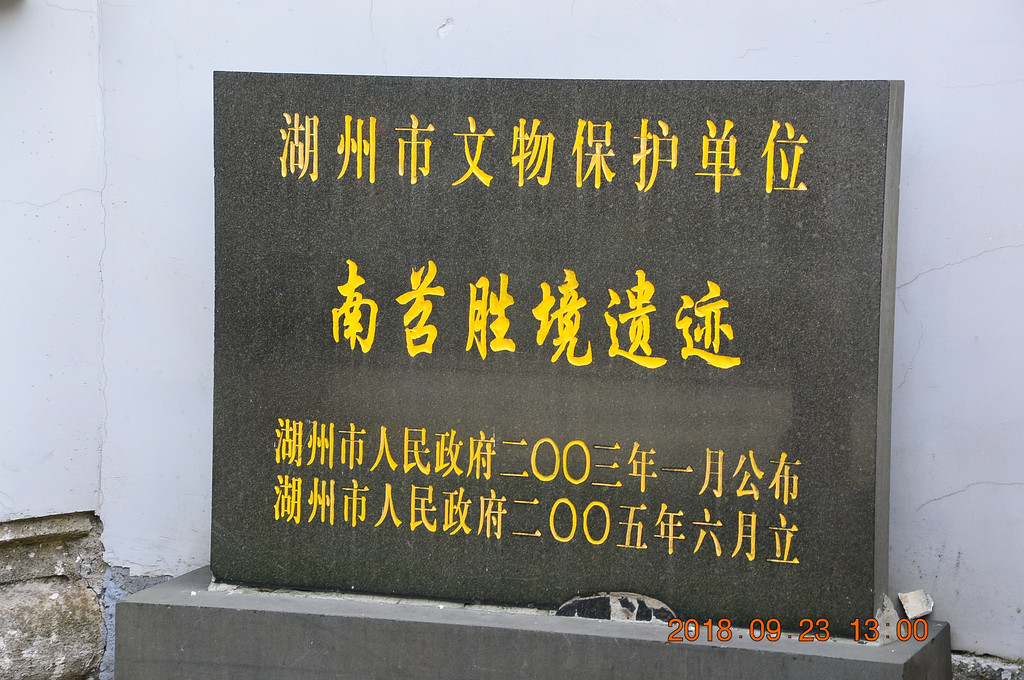 湖州市文物保护单位
南苕胜境遗迹
湖州市人民政府二〇〇三年一月公布
湖州市人民政府二〇〇五年六月立
2018.09.23 13:00